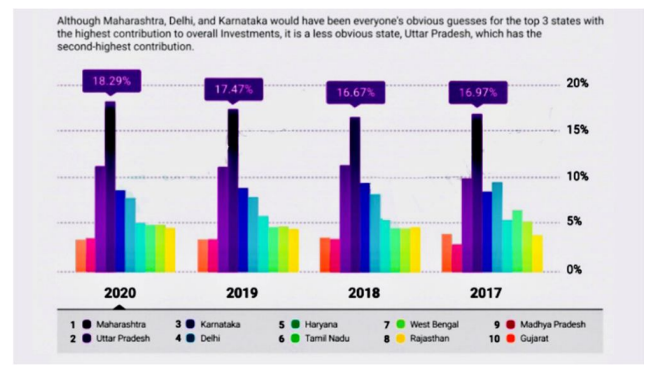 Although Maharashtra, Delhi, and Karnataka would have been everyone's obvious guesses for the top 3 states with
the highest contribution to overall Investments, it is a less obvious state, Uttar Pradesh, which has the
second-highest contribution.
18.29% 17.47% 16.67% 16.97% 20%
15%
10%
5%
0%
2020 2019 2018 2017
1 Maharashtra 3 Karnataka 5 Haryana 7 West Bengal 9 Madhya Pradesh
2 Uttar Pradesh 4 Delhi 6 Tamil Nadu 8 Rajasthan 10 Gujarat